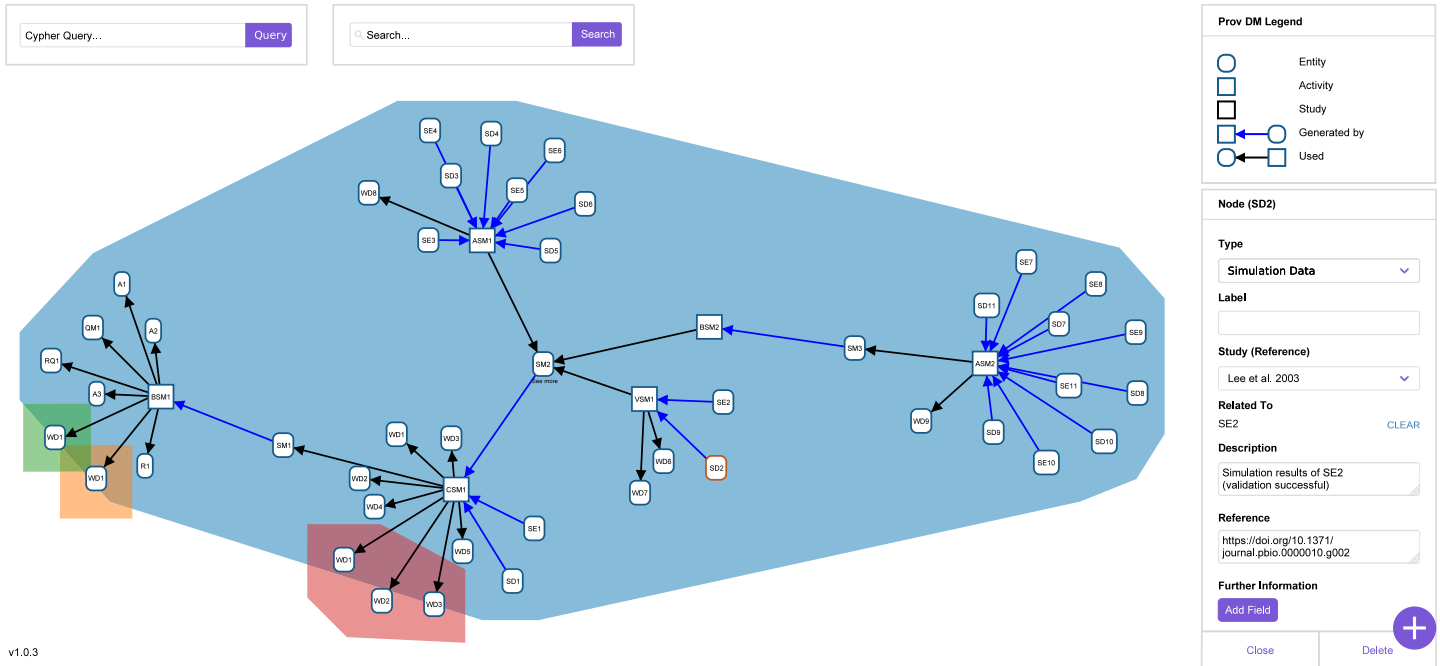 Cypher Query...
Query
Search...
Search
Prov DM Legend
Entity
Activity
Study
Generated by
Used
SE4
SD4
SE6
SD3
WD8
SE5
SD6
SE3
ASM1
SD5
SE7
A1
SE8
SD11
QM1
A2
BSM2
SD7
SE9
SM3
RQ1
SM2
ASM2
See more
A3
BSM1
VSM1
SE2
SE11
SD8
WD9
WD1
SM1
WD1
WD3
SD9
SD10
WD1
R1
WD2
WD6
SD2
SE10
CSM1
WD7
WD4
SE1
WD1
WD5
SD1
WD2
WD3
Node (SD2)
Type
Simulation Data
Label
Study (Reference)
Lee et al. 2003
Related To
SE2
CLEAR
Description
Simulation results of SE2
(validation successful)
Reference
https://doi.org/10.1371/
journal.pbio.0000010.g002
Further Information
Add Field
Close
Delete
v1.0.3